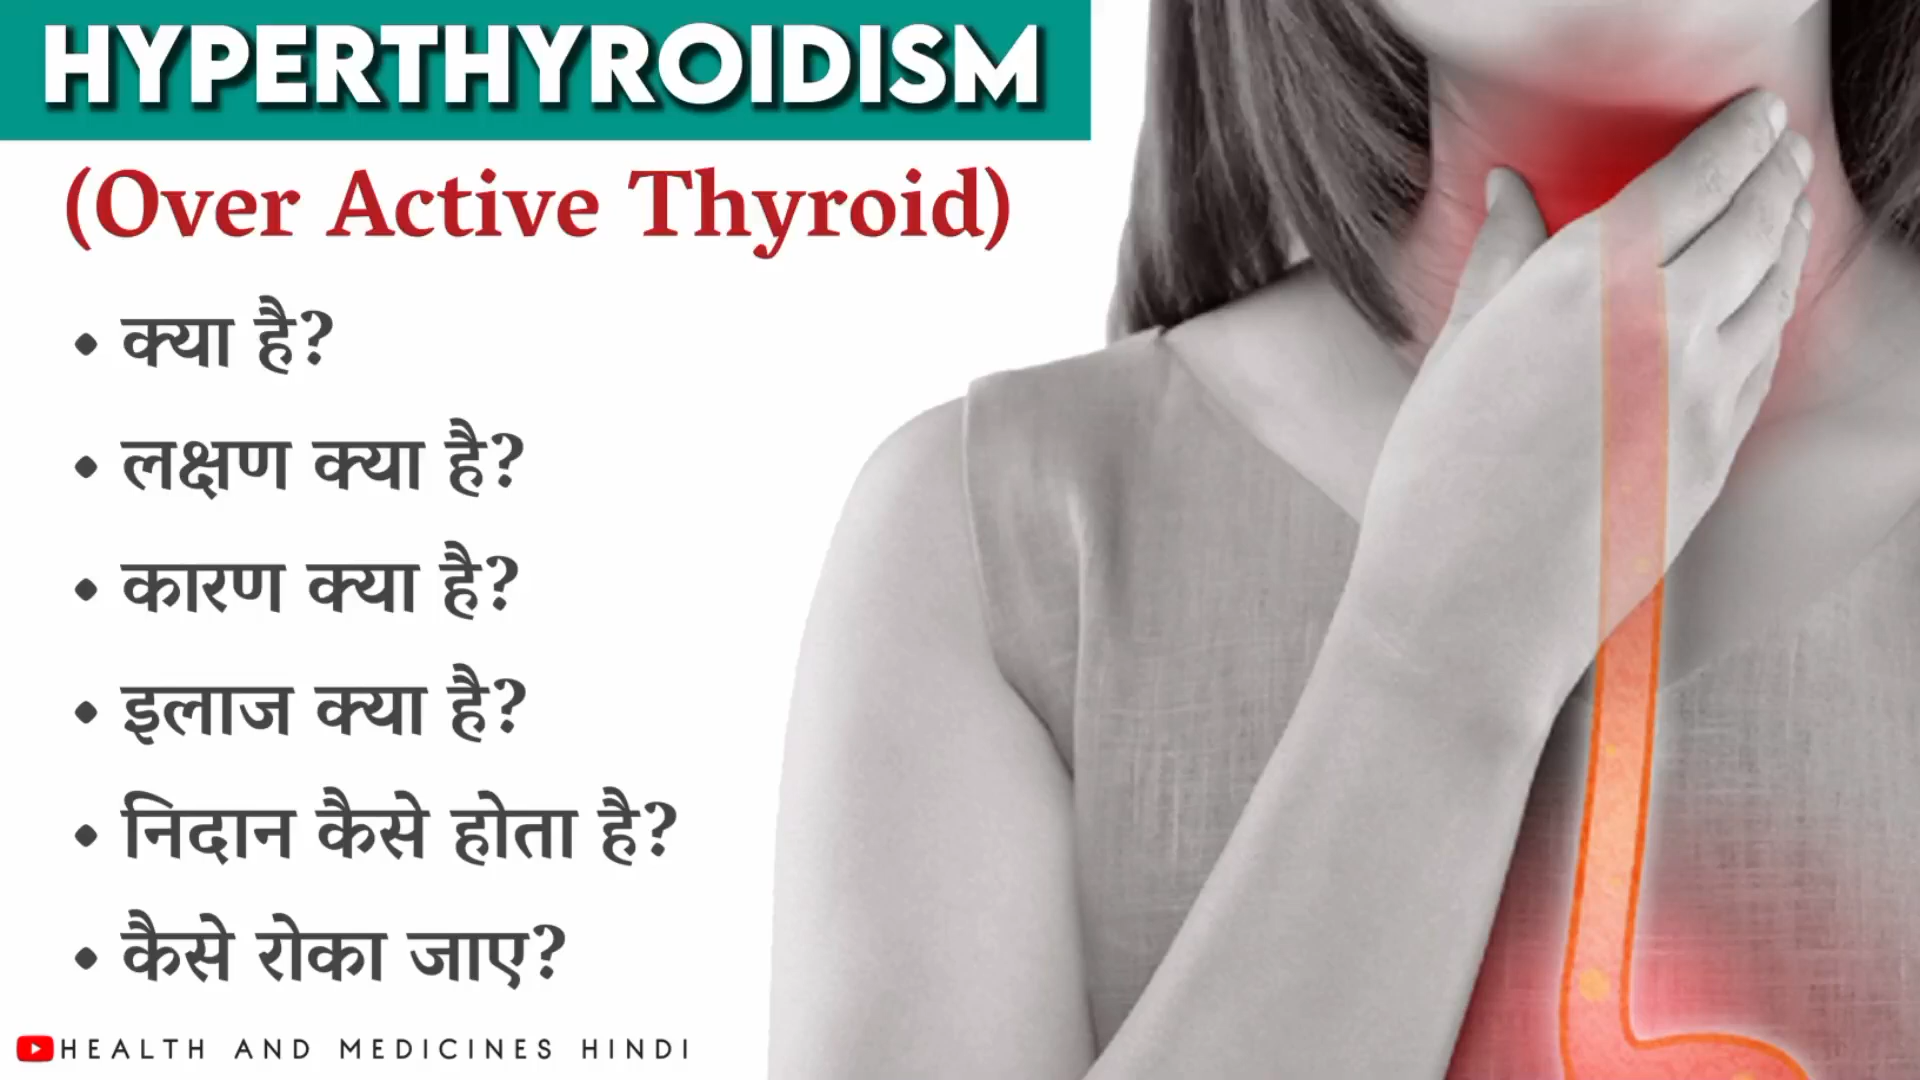 HYPERTHYROIDISM
(Over Active Thyroid)
• क्या है?
• लक्षण क्या है?
• कारण क्या है?
• इलाज क्या है?
• निदान कैसे होता है?
• कैसे रोका जाए?
HEALTH AND MEDICINES HINDI